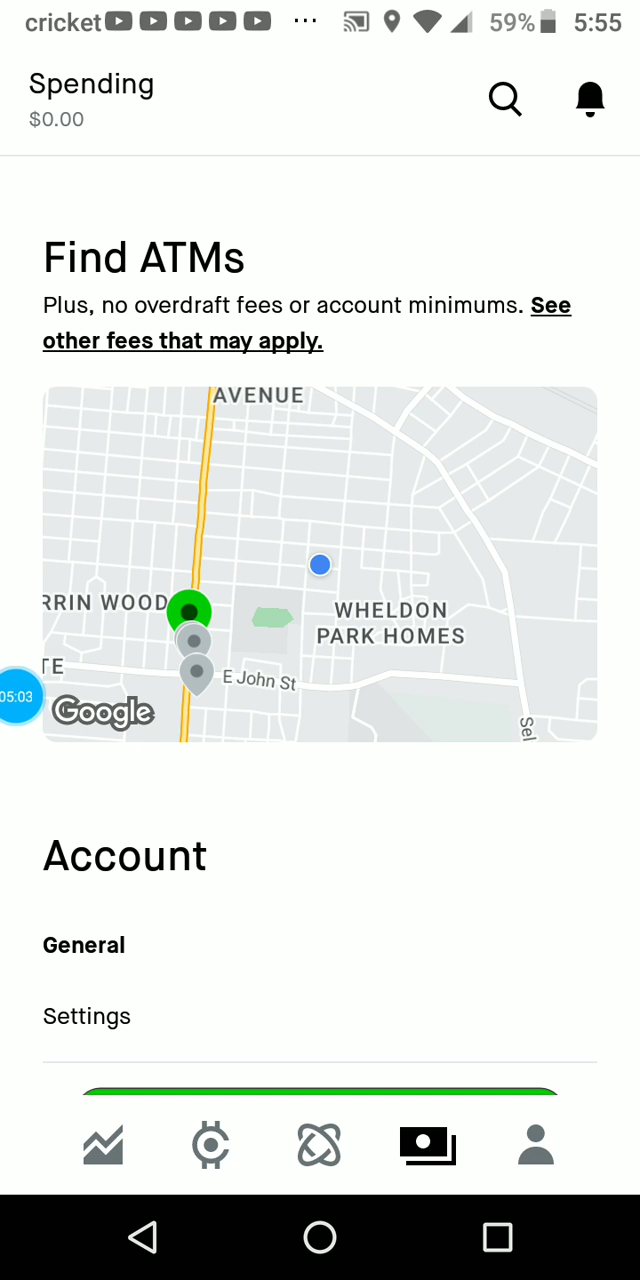 cricket ... 59% 5:55
Spending
$0.00
Find ATMs
Plus, no overdraft fees or account minimums. See
other fees that may apply.
AVENUE
RRIN WOOD
WHELDON
PARK HOMES
TE
E John St
05:03
Google
Sel
Account
General
Settings